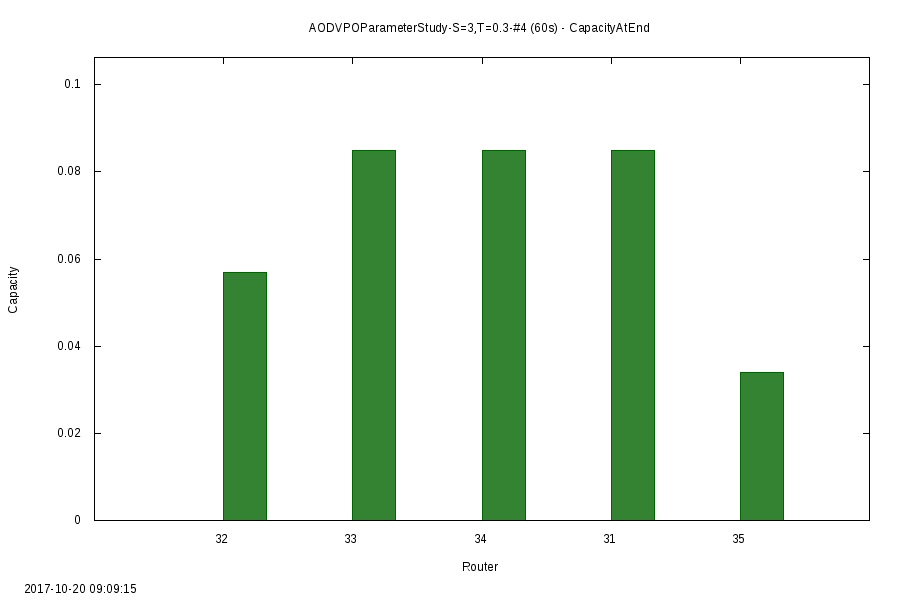 AODVPOParameterStudy-S=3,T=0.3-#4 (60s) - CapacityAtEnd
0.1
0.08
0.06
0.04
0.02
0
Capacity
32 33 34 31 35
Router
2017-10-20 09:09:15